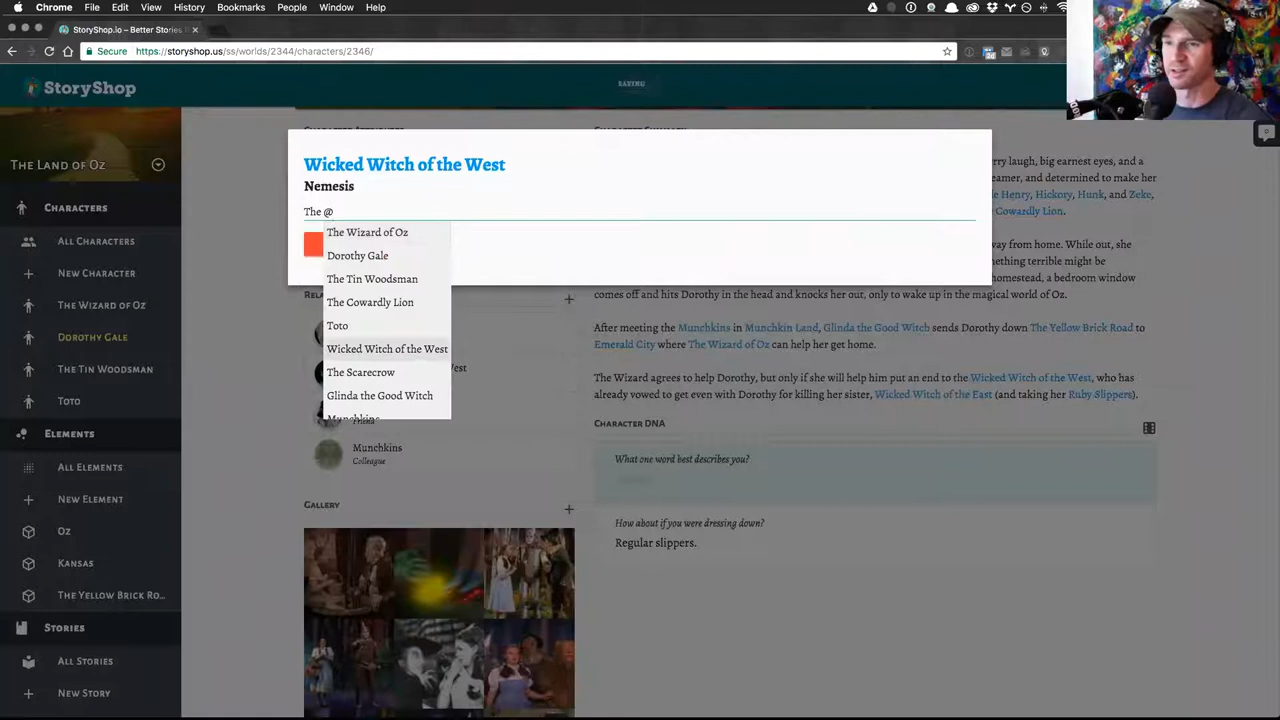 Chrome File Edit View History Bookmarks People Window Help
StoryShop.io – Better Stories
Secure https://storyshop.us/ss/worlds/2344/characters/2346/
StoryShop
SAVING
0
The Land of Oz
Characters
All Characters
New Character
The Wizard of Oz
Dorothy Gale
The Tin Woodsman
Toto
Elements
All Elements
New Element
Oz
Kansas
The Yellow Brick Ro...
Stories
All Stories
New Story
Wicked Witch of the West
Nemesis
The @
The Wizard of Oz
Dorothy Gale
The Tin Woodsman
The Cowardly Lion
Toto
Wicked Witch of the West
The Scarecrow
Glinda the Good Witch
Munchkins
Munchkins
Colleague
Gallery
rry laugh, big earnest eyes, and a
eamer, and determined to make her
le Henry, Hickory, Hunk, and Zeke,
Cowardly Lion.
way from home. While out, she
mething terrible might be
homestead, a bedroom window
comes off and hits Dorothy in the head and knocks her out, only to wake up in the magical world of Oz.
After meeting the Munchkins in Munchkin Land, Glinda the Good Witch sends Dorothy down The Yellow Brick Road to
Emerald City where The Wizard of Oz can help her get home.
The Wizard agrees to help Dorothy, but only if she will help him put an end to the Wicked Witch of the West, who has
already vowed to get even with Dorothy for killing her sister, Wicked Witch of the East (and taking her Ruby Slippers).
Character DNA
What one word best describes you?
How about if you were dressing down?
Regular slippers.